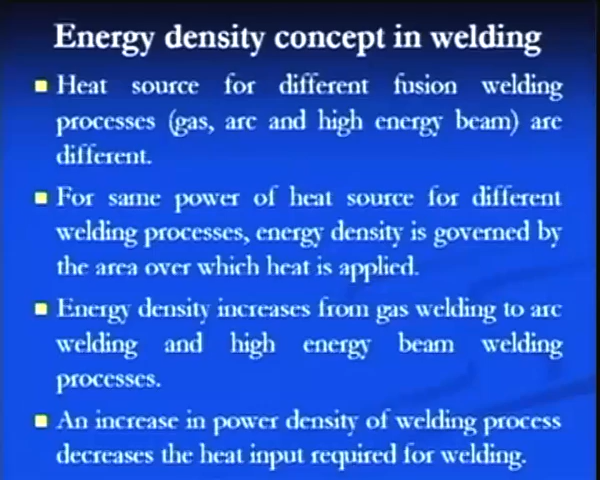 Energy density concept in welding
Heat source for different fusion welding
processes (gas, arc and high energy beam) are
different.
For same power of heat source for different
welding processes, energy density is governed by
the area over which heat is applied.
Energy density increases from gas welding to arc
welding and high energy beam welding
processes.
An increase in power density of welding process
decreases the heat input required for welding.